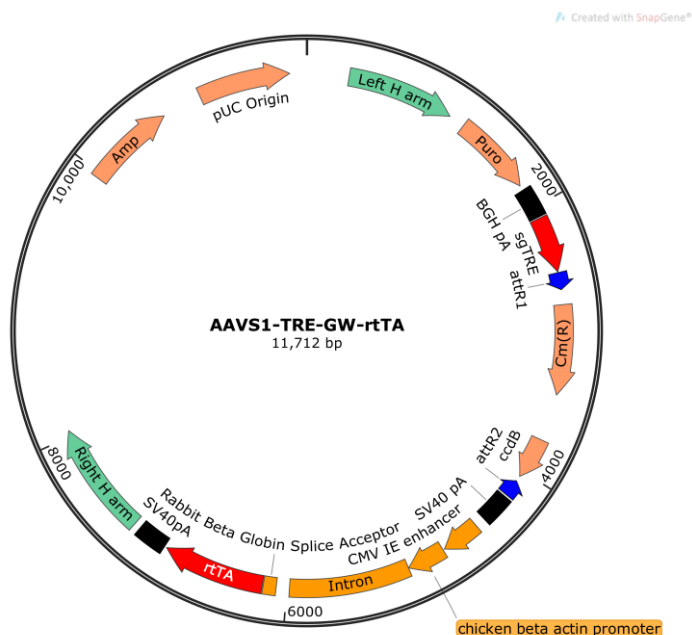 Created with SnapGene®
Left H arm
Puro
2000
BGH pA
sgTRE
attR1
Cm(R)
4000
ccdB
attR2
SV40 pA
CMV IE enhancer
chicken beta actin promoter
Intron
Rabbit Beta Globin Splice Acceptor
6000
rtTA
SV40pA
Right H arm
8000
10,000
Amp
pUC Origin
AAVS1-TRE-GW-rtTA
11,712 bp